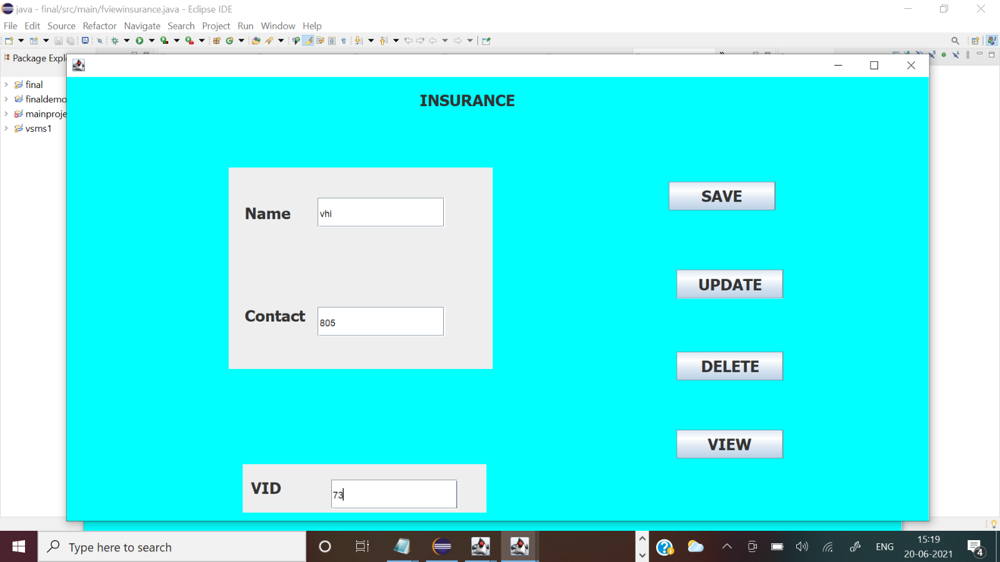 java - final/src/main/fviewinsurance.java - Eclipse IDE
File Edit Source Refactor Navigate Search Project Run Window Help
Package Expl
final
finaldemo
mainproje
vsms1
INSURANCE
Name vhi
Contact 805
VID 73
SAVE
UPDATE
DELETE
VIEW
Type here to search
ENG
15:19
20-06-2021
4